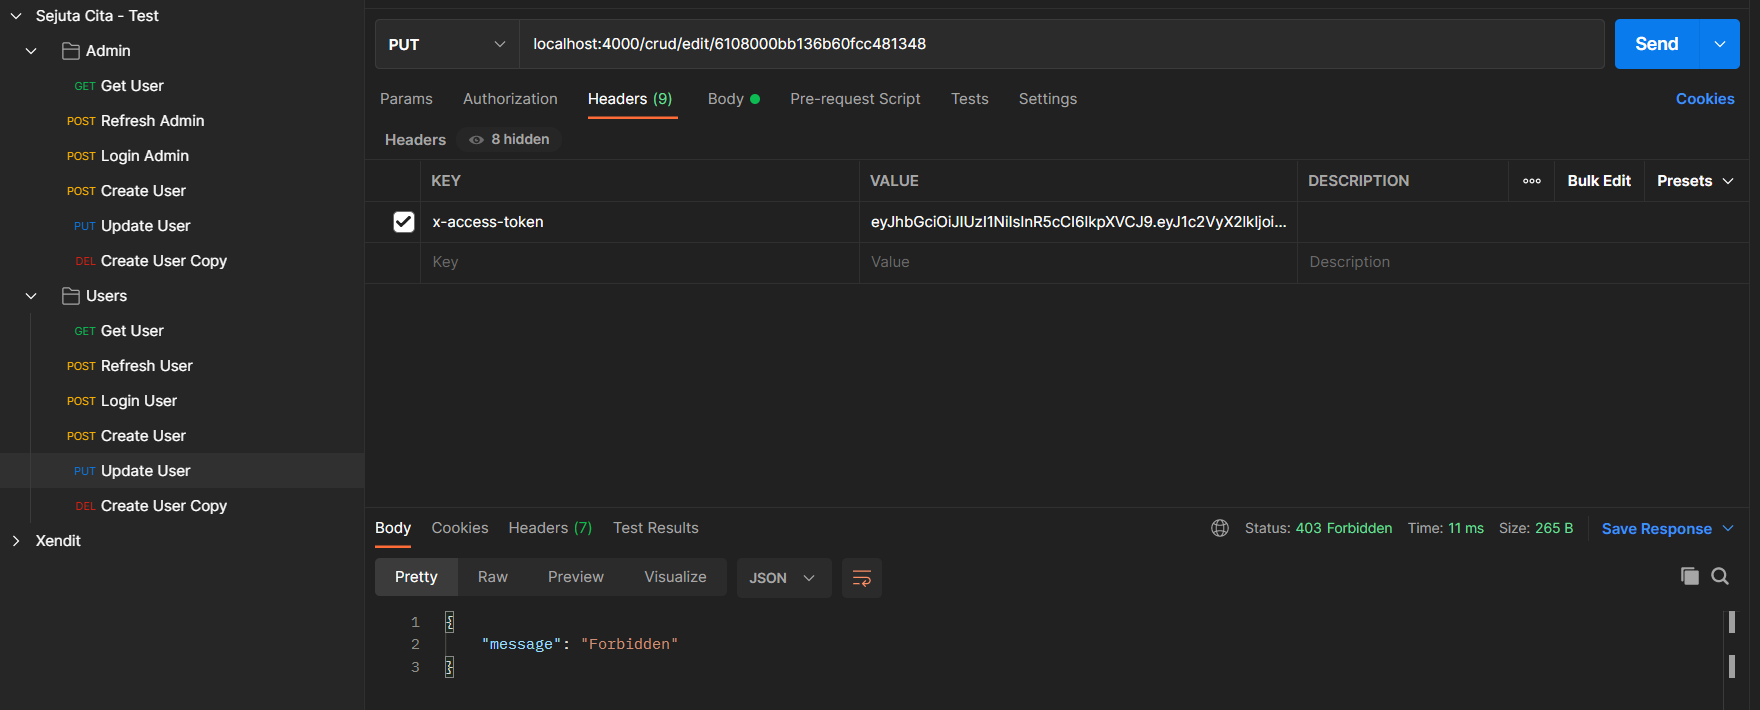 Sejuta Cita - Test
Admin
GET Get User
POST Refresh Admin
POST Login Admin
POST Create User
PUT Update User
DEL Create User Copy
Users
GET Get User
POST Refresh User
POST Login User
POST Create User
PUT Update User
DEL Create User Copy
Xendit
PUT localhost:4000/crud/edit/6108000bb136b60fcc481348 Send
Params Authorization Headers (9) Body Pre-request Script Tests Settings Cookies
Headers 8 hidden
KEY VALUE DESCRIPTION Bulk Edit Presets
x-access-token eyJhbGciOiJIUzI1NiIsInR5cCI6IkpXVCJ9.eyJ1c2VyX2lkIjoi...
Key Value Description
Body Cookies Headers (7) Test Results Status: 403 Forbidden Time: 11 ms Size: 265 B Save Response
Pretty Raw Preview Visualize JSON
1 {
2 "message": "Forbidden"
3 }